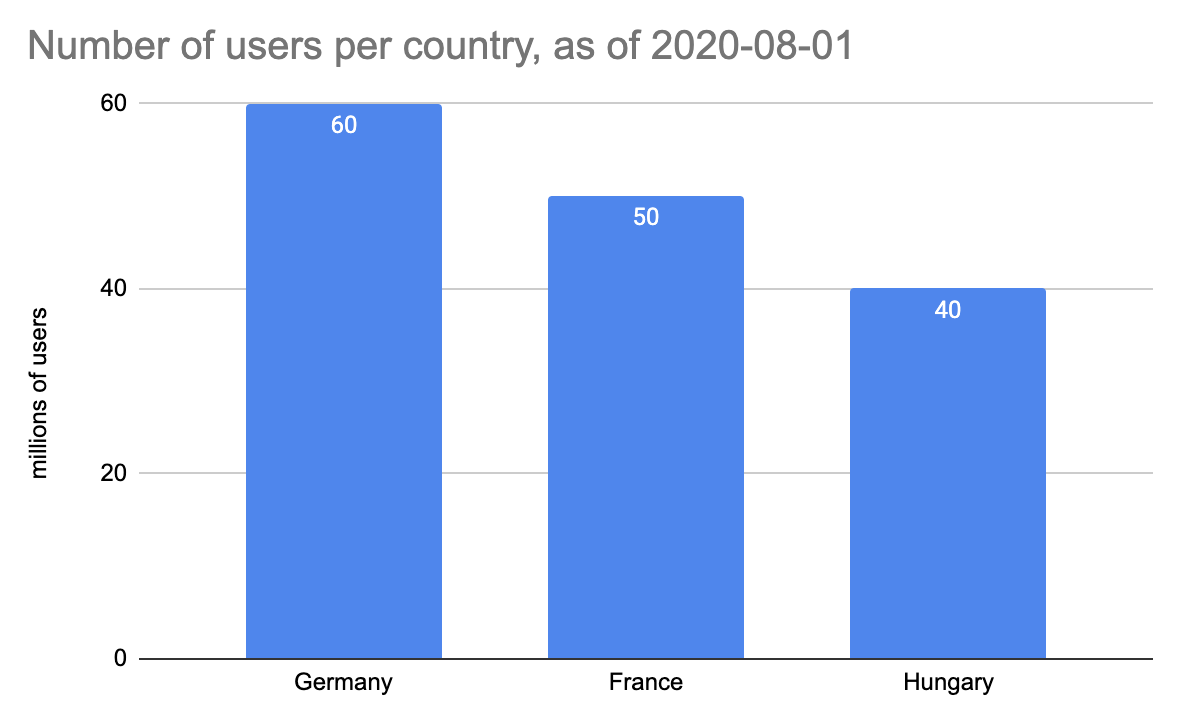 Number of users per country, as of 2020-08-01
millions of users
60
40
20
0
60
50
40
Germany
France
Hungary